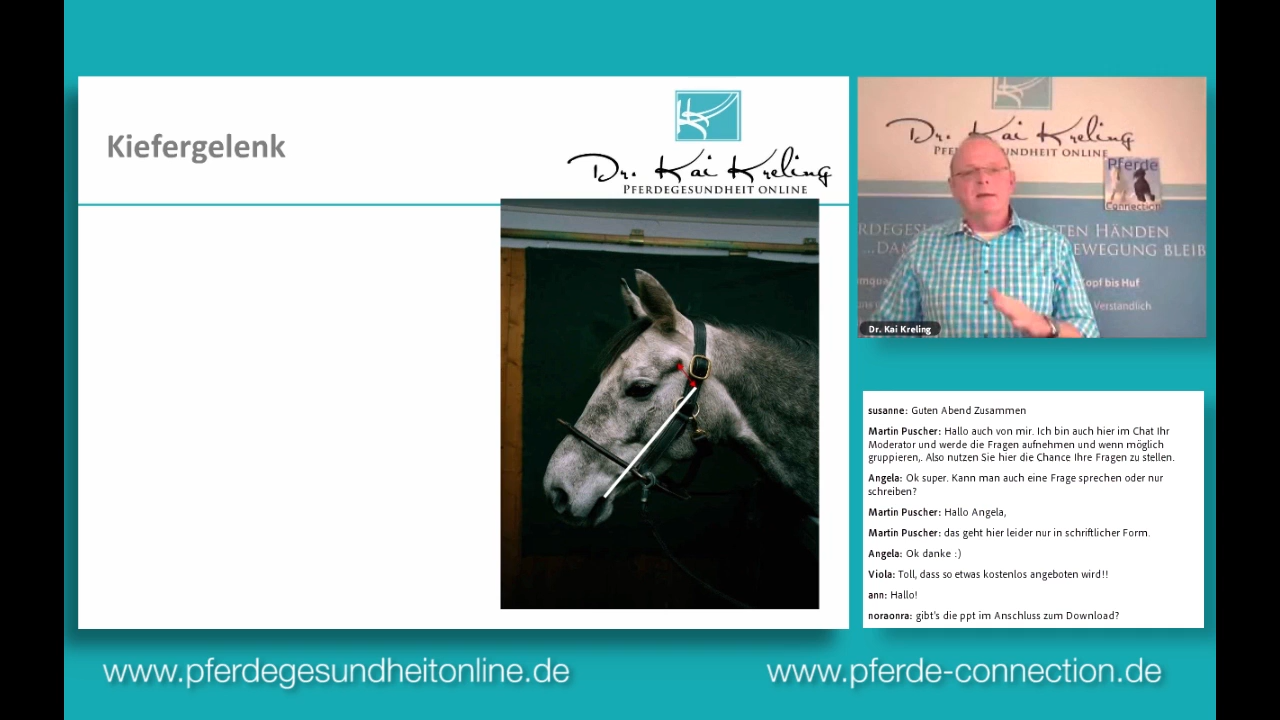 Kiefergelenk
Dr. Kai Kreling
PFERDEGESUNDHEIT ONLINE
Dr. Kai Kreling
PFERDEGESUNDHEIT ONLINE
Pferde
Connection
HÄNDEN
EWEGUNG BLEIB
Kopf bis Huf
Verständlich
Dr. Kai Kreling
susanne: Guten Abend Zusammen
Martin Puscher: Hallo auch von mir. Ich bin auch hier im Chat Ihr
Moderator und werde die Fragen aufnehmen und wenn möglich
gruppieren,. Also nutzen Sie hier die Chance Ihre Fragen zu stellen.
Angela: Ok super. Kann man auch eine Frage sprechen oder nur
schreiben?
Martin Puscher: Hallo Angela,
Martin Puscher: das geht hier leider nur in schriftlicher Form.
Angela: Ok danke :)
Viola: Toll, dass so etwas kostenlos angeboten wird!!
ann: Hallo!
noraonra: gibt's die ppt im Anschluss zum Download?
www.pferdegesundheitonline.de
www.pferde-connection.de